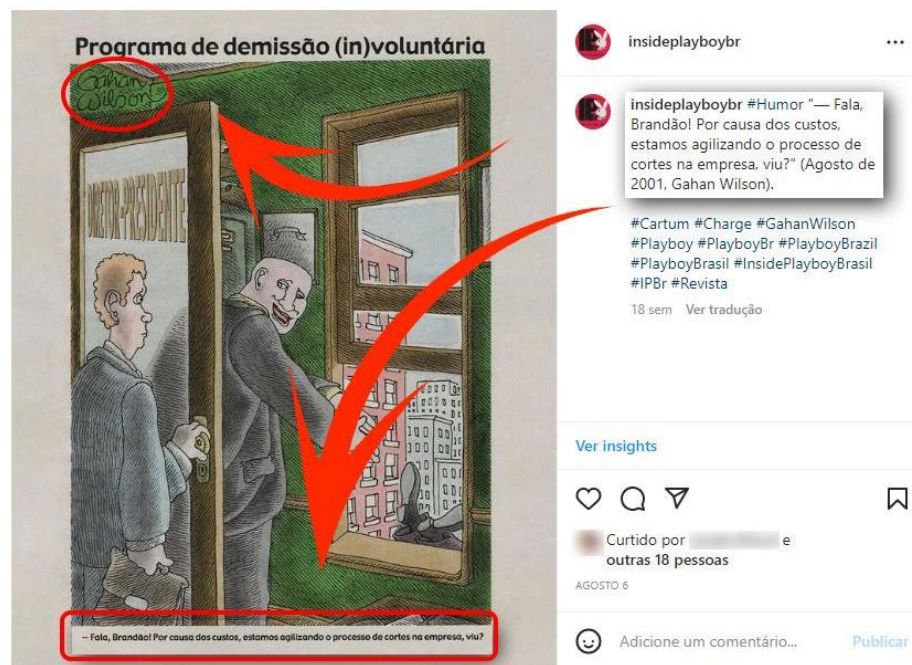 Programa de demissão (in)voluntária
Gahan
Wilson
DIRETOR-PRESIDENTE
– Fala, Brandão! Por causa dos custos, estamos agilizando o processo de cortes na empresa, viu?
insideplayboybr
insideplayboybr #Humor "— Fala,
Brandão! Por causa dos custos,
estamos agilizando o processo de
cortes na empresa, viu?" (Agosto de
2001, Gahan Wilson).
#Cartum #Charge #GahanWilson
#Playboy #PlayboyBr #PlayboyBrazil
#PlayboyBrasil #InsidePlayboyBrasil
#IPBr #Revista
18 sem Ver tradução
Ver insights
Curtido por e
outras 18 pessoas
AGOSTO 6
Adicione um comentário... Publicar